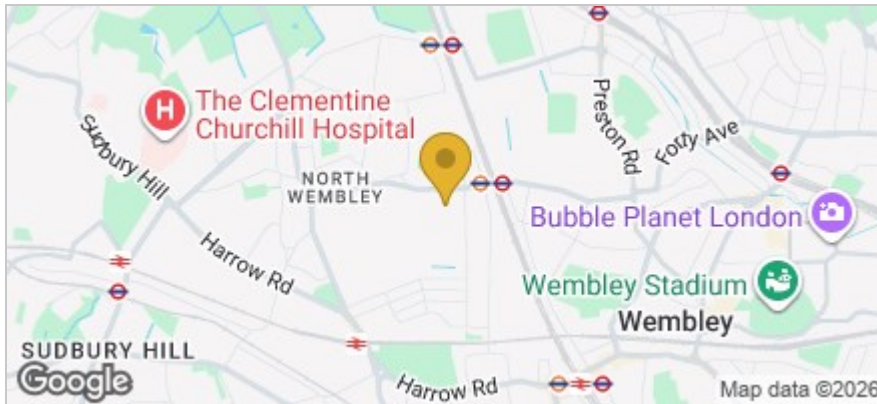 The Clementine
Churchill Hospital
H
Sudbury Hill
Preston Rd
Forty Ave
NORTH
WEMBLEY
Bubble Planet London
Harrow Rd
Wembley Stadium
Wembley
SUDBURY HILL
Google
Harrow Rd
Map data ©2026